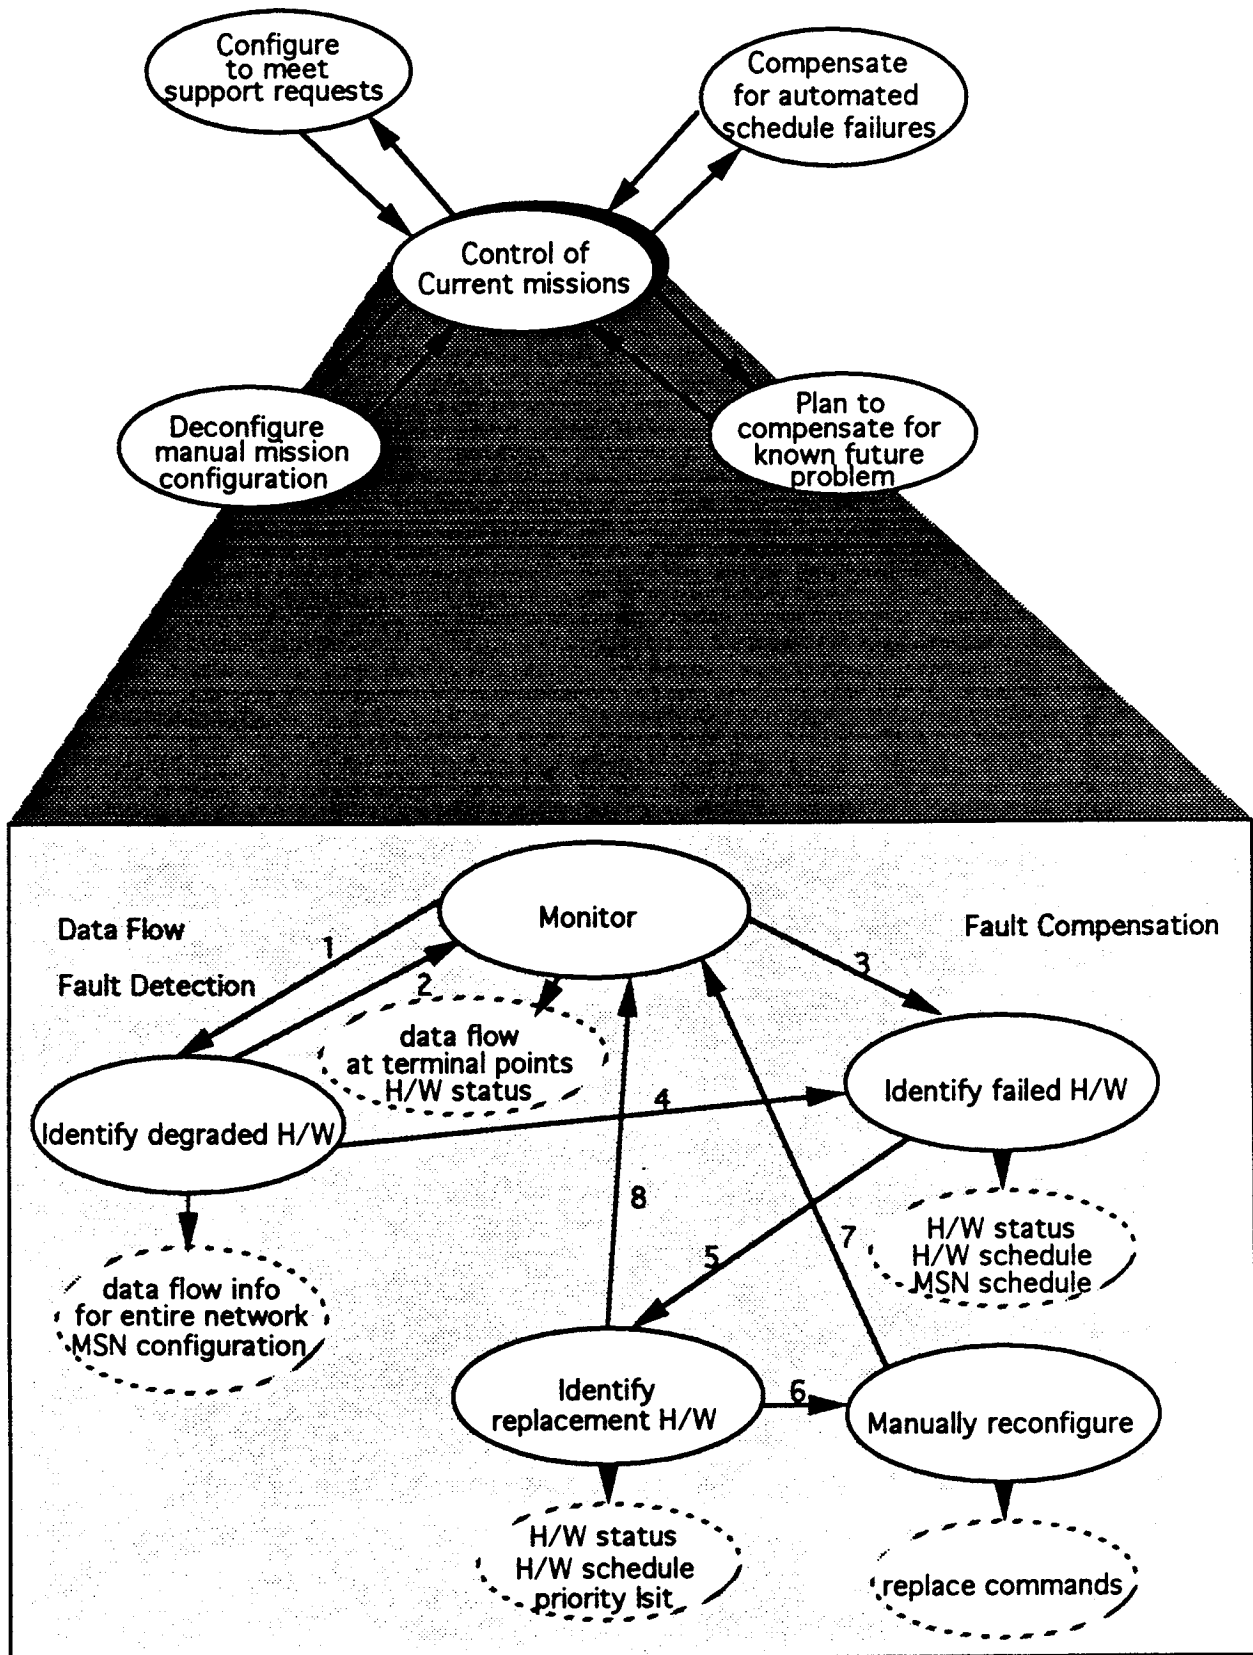 Configure
to meet
support requests
Compensate
for automated
schedule failures
Control of
Current missions
Deconfigure
manual mission
configuration
Plan to
compensate for
known future
problem
Monitor
Data Flow
Fault Detection
Fault Compensation
1
2
3
data flow
at terminal points
H/W status
4
Identify failed H/W
Identify degraded H/W
8
5
7
H/W status
H/W schedule
MSN schedule
data flow info
for entire network
MSN configuration
Identify
replacement H/W
6
Manually reconfigure
H/W status
H/W schedule
priority lsit
replace commands